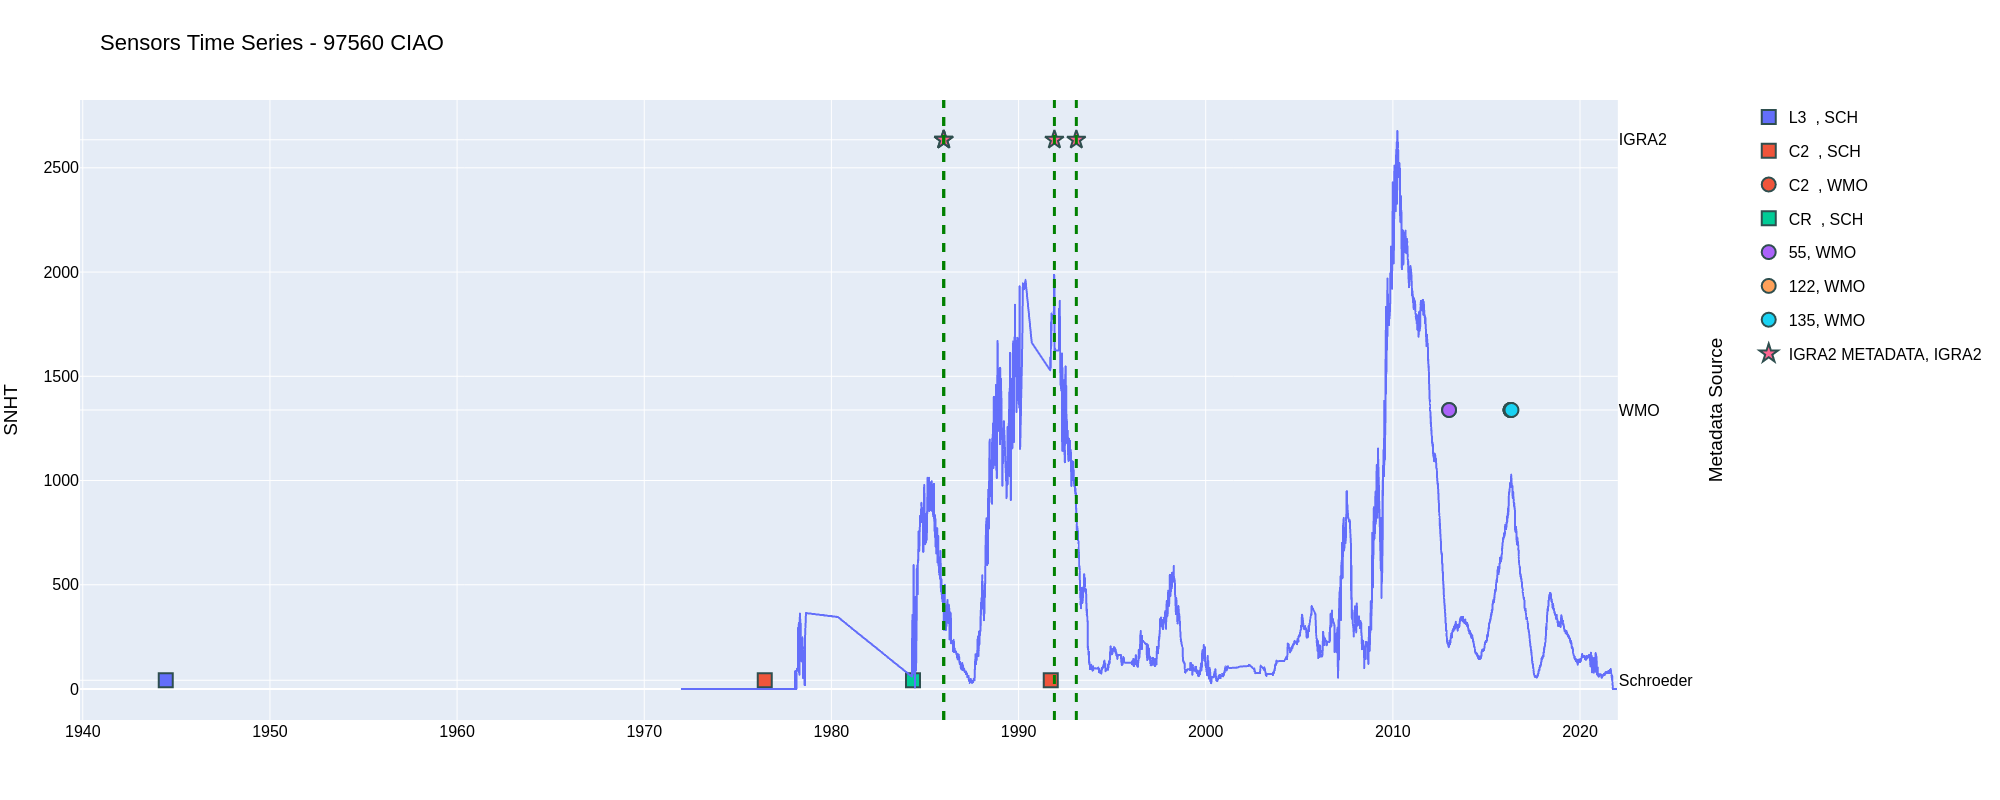 Sensors Time Series - 97560 CIAO
SNHT
2500
2000
1500
1000
500
0
1940
1950
1960
1970
1980
1990
2000
2010
2020
IGRA2
WMO
Schroeder
Metadata Source
L3  , SCH
C2  , SCH
C2  , WMO
CR  , SCH
55, WMO
122, WMO
135, WMO
IGRA2 METADATA, IGRA2